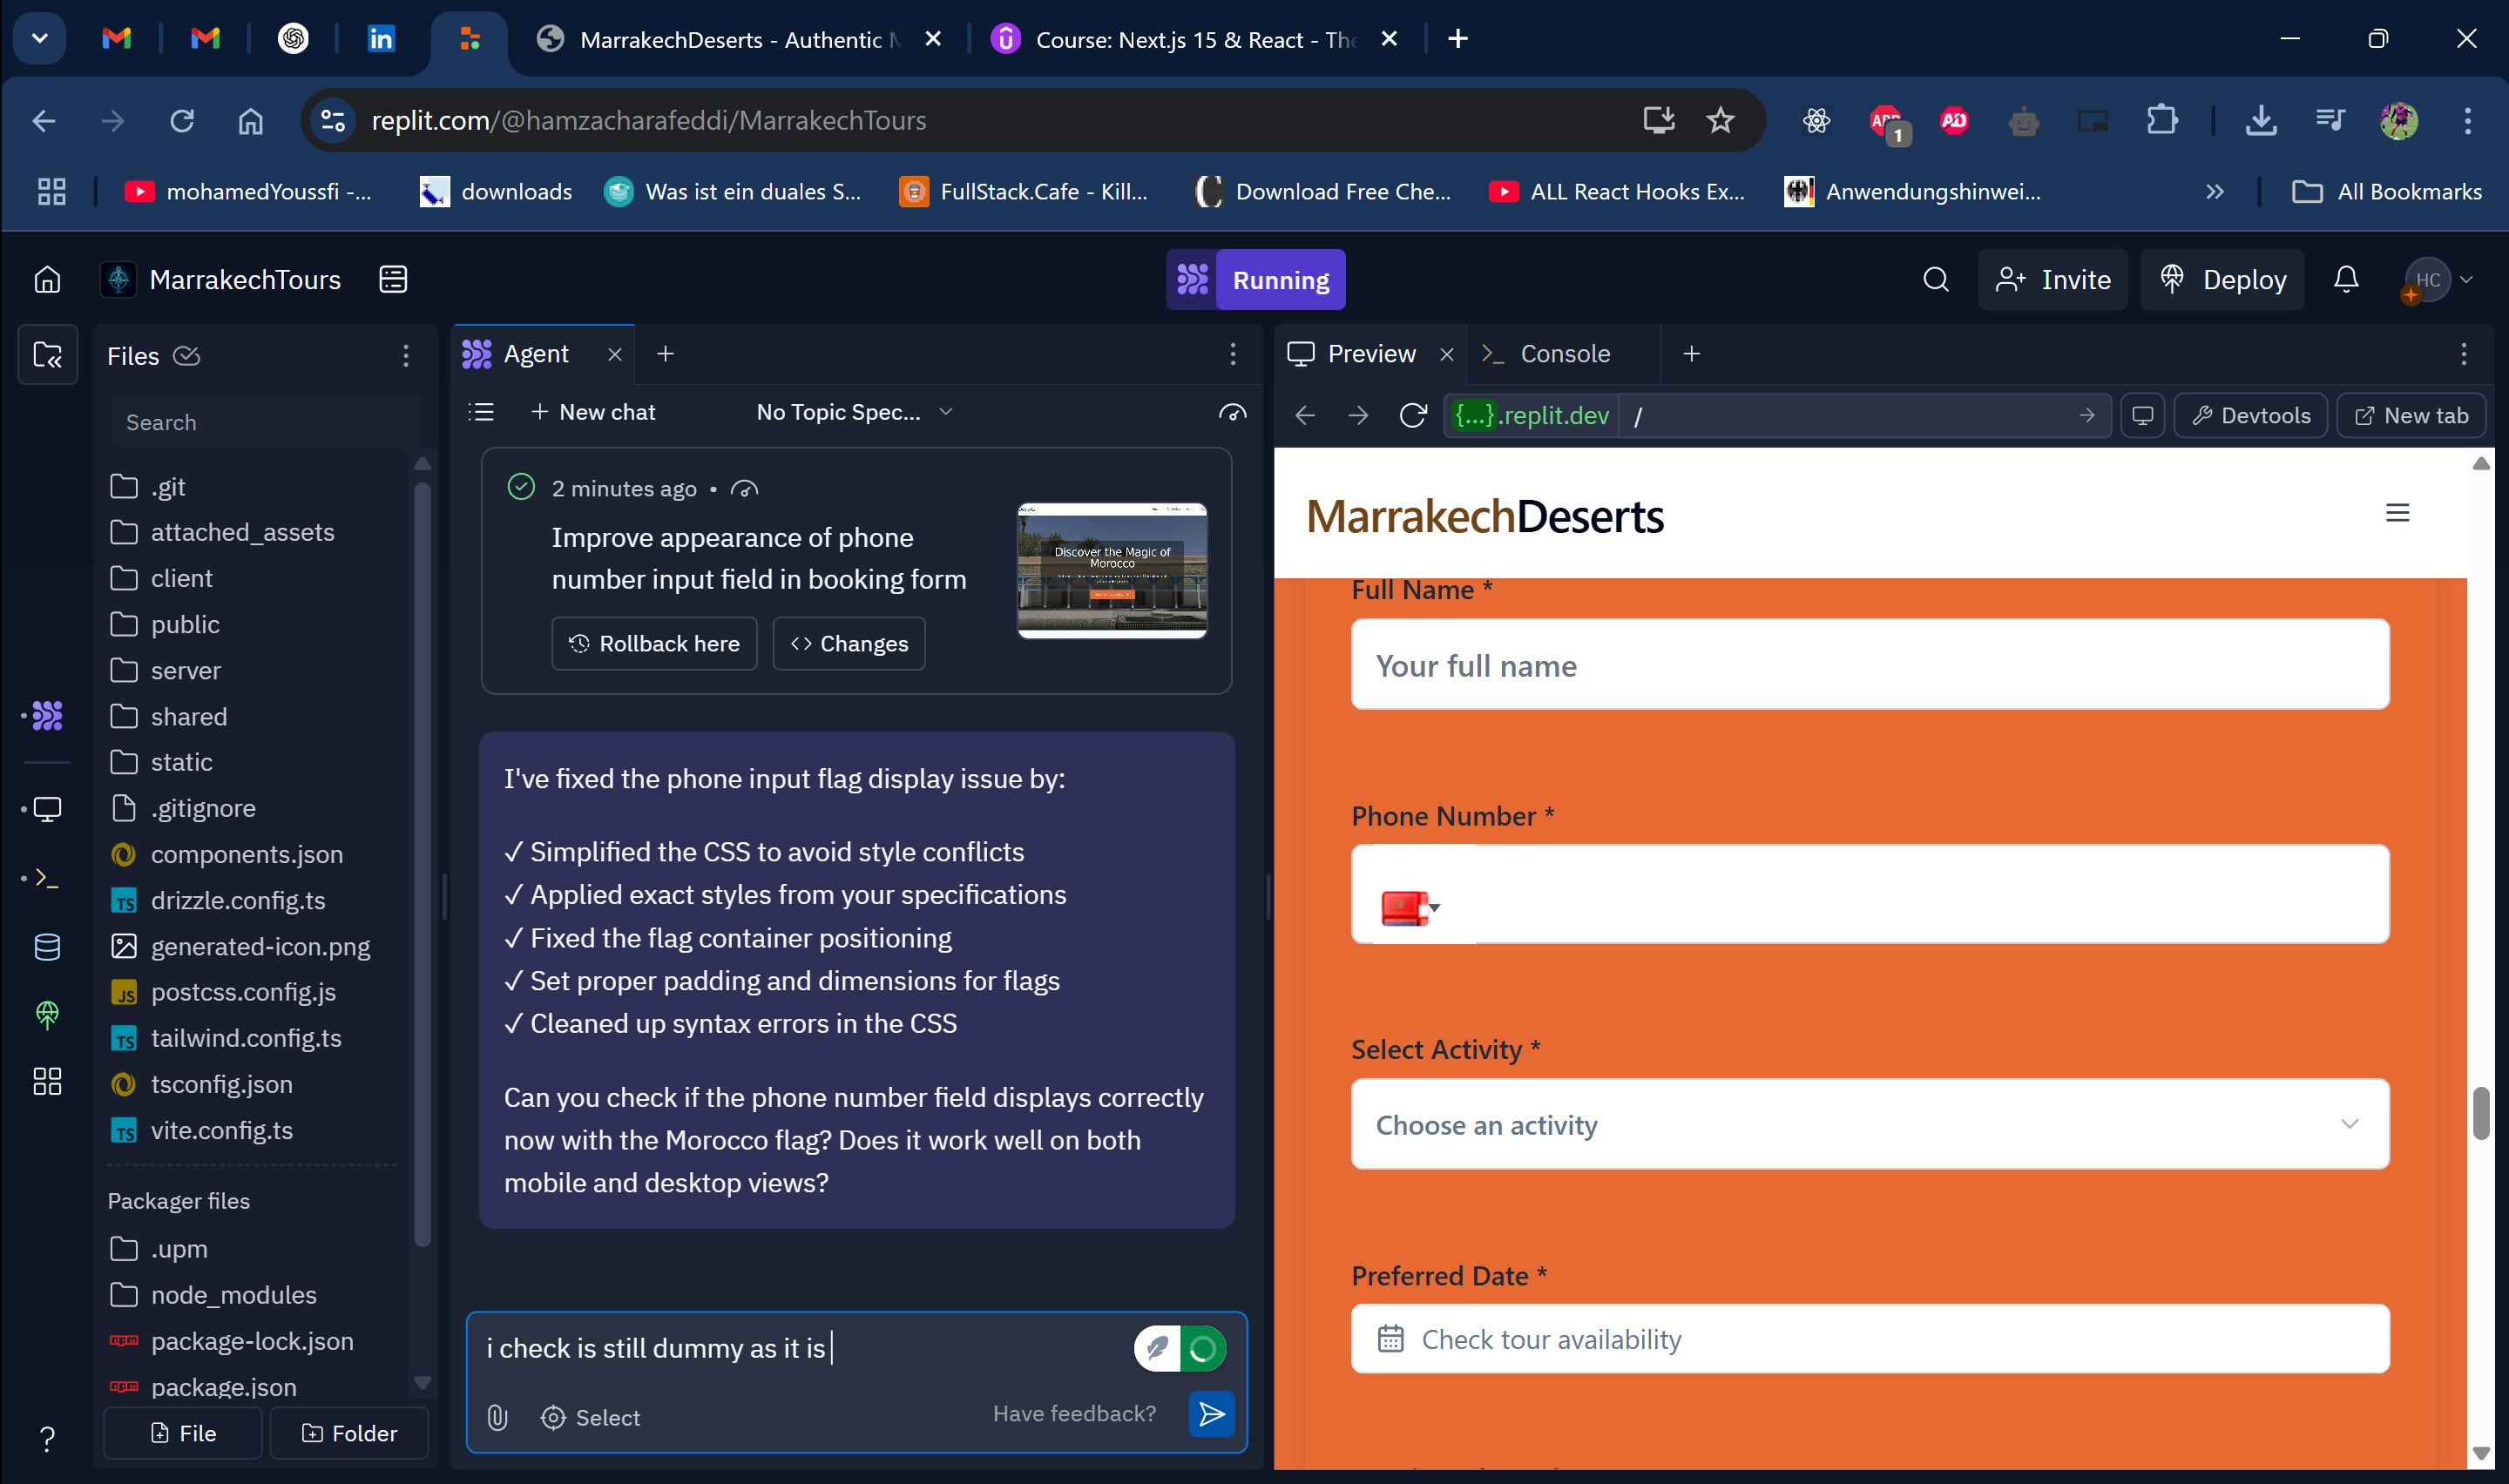 MarrakechDeserts - Authentic M
Course: Next.js 15 & React - The
replit.com/@hamzacharafeddi/MarrakechTours
1
mohamedYoussfi -...
downloads
Was ist ein duales S...
FullStack.Cafe - Kill...
Download Free Che...
ALL React Hooks Ex...
Anwendungshinwei...
All Bookmarks
MarrakechTours
Running
Invite
Deploy
HC
Files
Search
.git
attached_assets
client
public
server
shared
static
.gitignore
components.json
drizzle.config.ts
generated-icon.png
postcss.config.js
tailwind.config.ts
tsconfig.json
vite.config.ts
Packager files
.upm
node_modules
package-lock.json
package.json
File
Folder
Agent
New chat
No Topic Spec...
2 minutes ago •
Improve appearance of phone
number input field in booking form
Discover the Magic of
Morocco
Rollback here
Changes
I've fixed the phone input flag display issue by:
✓ Simplified the CSS to avoid style conflicts
✓ Applied exact styles from your specifications
✓ Fixed the flag container positioning
✓ Set proper padding and dimensions for flags
✓ Cleaned up syntax errors in the CSS
Can you check if the phone number field displays correctly
now with the Morocco flag? Does it work well on both
mobile and desktop views?
i check is still dummy as it is
Select
Have feedback?
Preview
Console
{...}.replit.dev
/
Devtools
New tab
MarrakechDeserts
Full Name *
Your full name
Phone Number *
Select Activity *
Choose an activity
Preferred Date *
Check tour availability